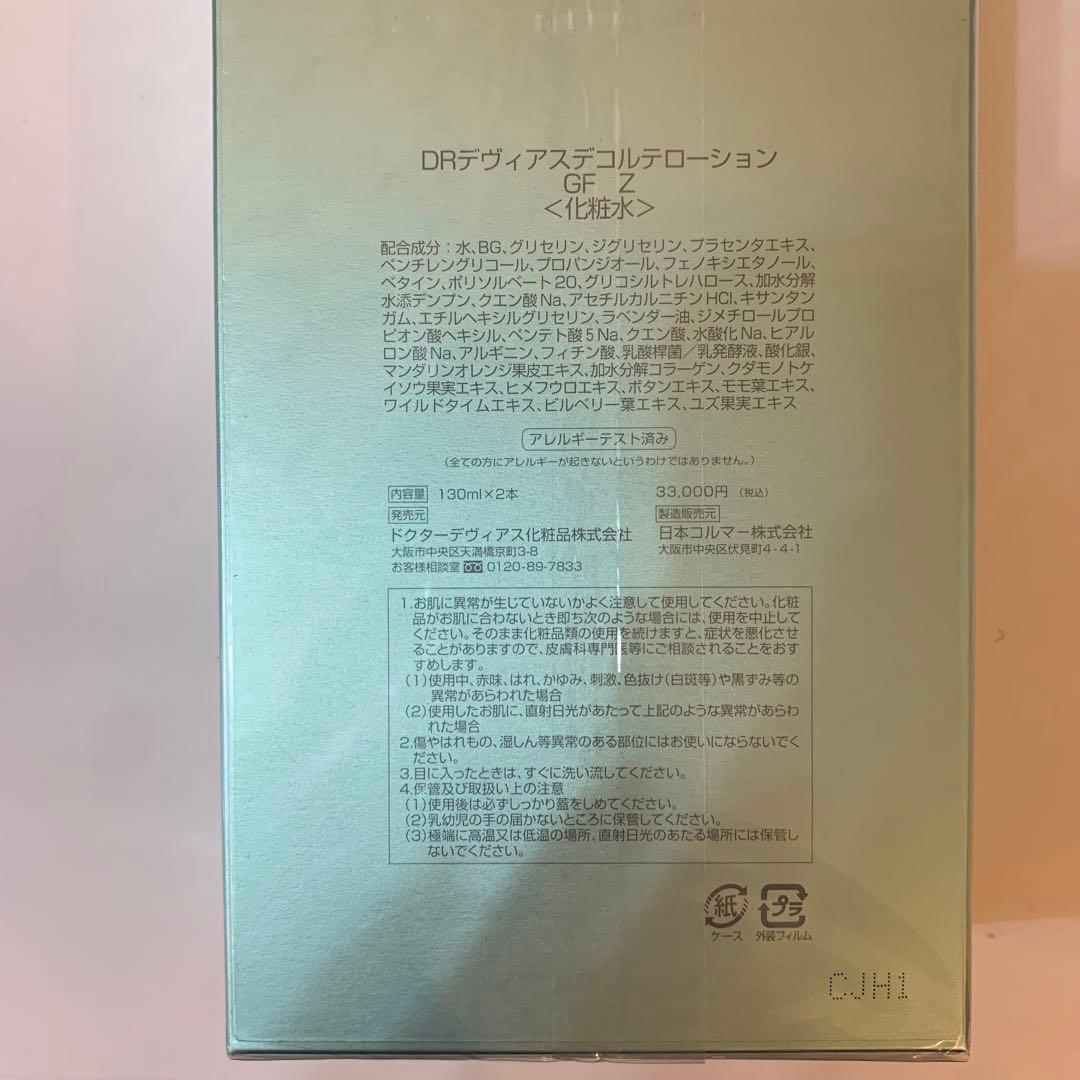 DRデヴィアスデコルテローション
GF Z
＜化粧水＞
配合成分：水、BG、グリセリン、ジグリセリン、プラセンタエキス、
ペンチレングリコール、プロパンジオール、フェノキシエタノール、
ベタイン、ポリソルベート20、グリコシルトレハロース、加水分解
水添デンプン、クエン酸Na、アセチルカルニチンHCl、キサンタン
ガム、エチルヘキシルグリセリン、ラベンダー油、ジメチロールプロ
ピオン酸ヘキシル、ペンテト酸5Na、クエン酸、水酸化Na、ヒアル
ロン酸Na、アルギニン、フィチン酸、乳酸桿菌／乳発酵液、酸化銀、
マンダリンオレンジ果皮エキス、加水分解コラーゲン、クダモノトケ
イソウ果実エキス、ヒメフウロエキス、ボタンエキス、モモ葉エキス、
ワイルドタイムエキス、ビルベリー葉エキス、ユズ果実エキス
アレルギーテスト済み
（全ての方にアレルギーが起きないというわけではありません。）
内容量 130ml×2本 33,000円（税込）
発売元 製造販売元
ドクターデヴィアス化粧品株式会社 日本コルマー株式会社
大阪市中央区天満橋京町3-8 大阪市中央区伏見町4-4-1
お客様相談室 0120-89-7833
1.お肌に異常が生じていないかよく注意して使用してください。化粧
品がお肌に合わないとき即ち次のような場合には、使用を中止して
ください。そのまま化粧品類の使用を続けますと、症状を悪化させ
ることがありますので、皮膚科専門医等にご相談されることをおす
すめします。
（1）使用中、赤味、はれ、かゆみ、刺激、色抜け（白斑等）や黒ずみ等の
異常があらわれた場合
（2）使用したお肌に、直射日光があたって上記のような異常があらわ
れた場合
2.傷やはれもの、湿しん等異常のある部位にはお使いにならないでく
ださい。
3.目に入ったときは、すぐに洗い流してください。
4.保管及び取扱い上の注意
（1）使用後は必ずしっかり蓋をしめてください。
（2）乳幼児の手の届かないところに保管してください。
（3）極端に高温又は低温の場所、直射日光のあたる場所には保管し
ないでください。
紙 プラ
ケース 外装フィルム
CJH1